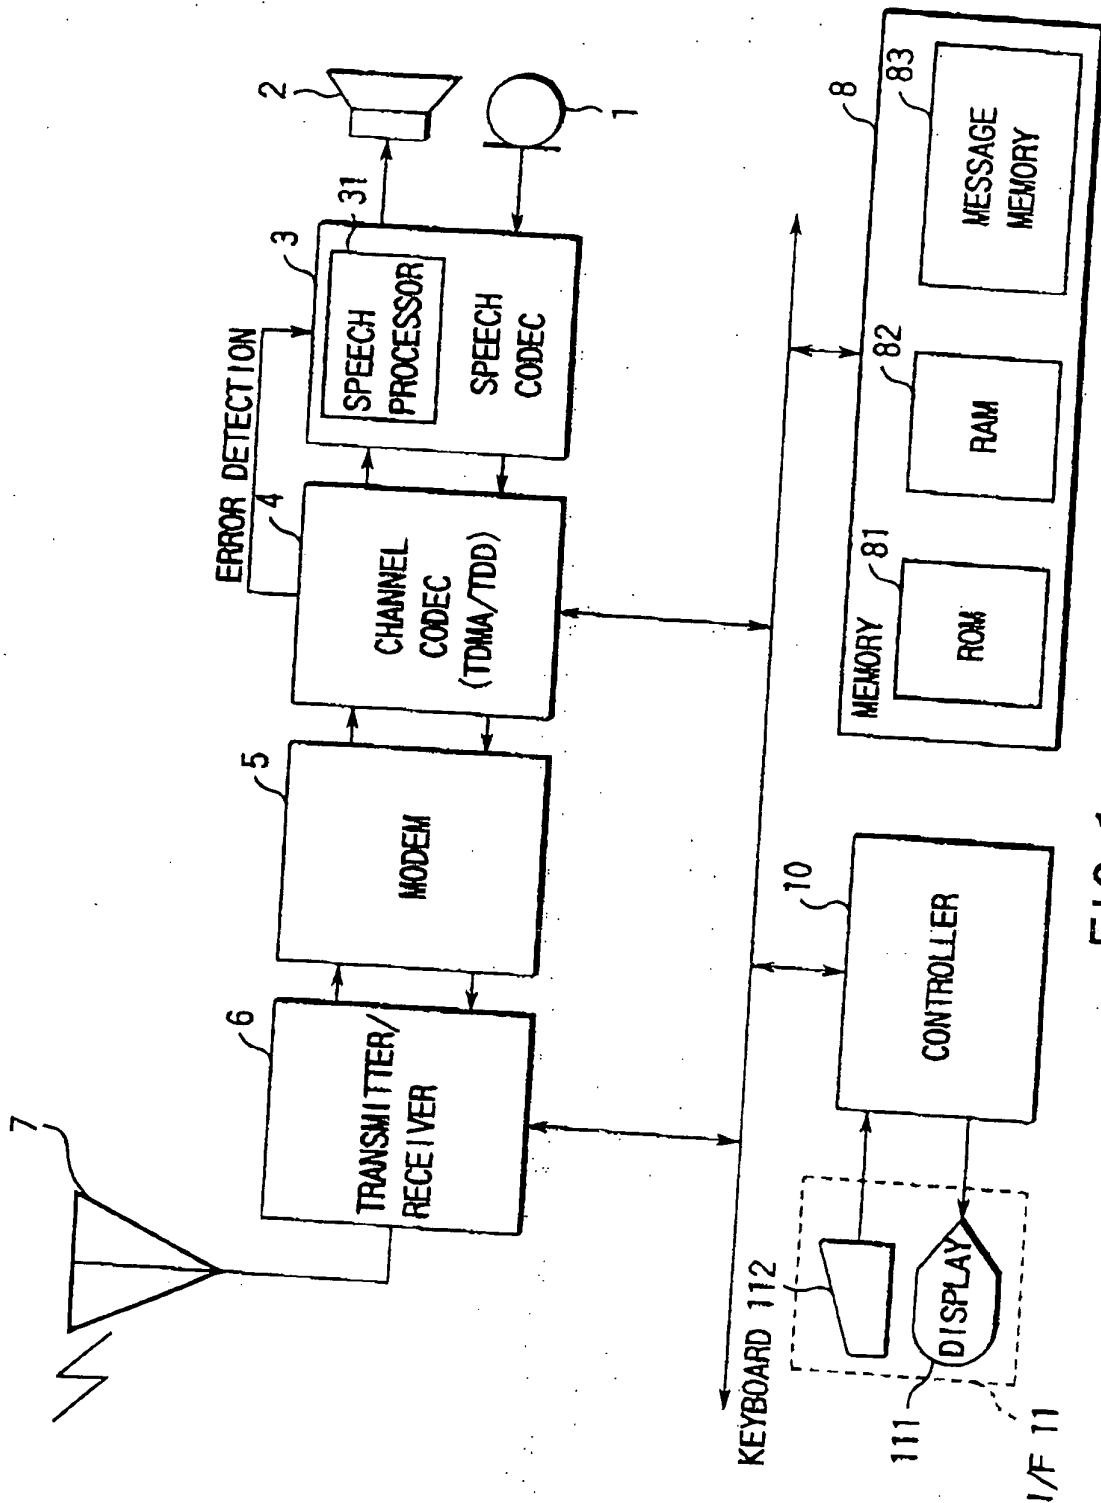 7
6
TRANSMITTER/
RECEIVER
5
MODEM
ERROR DETECTION
4
CHANNEL
CODEC
(TDMA/TDD)
3
31
SPEECH
PROCESSOR
SPEECH
CODEC
2
1
KEYBOARD 112
DISPLAY
111
I/F 11
10
CONTROLLER
8
MEMORY
81
ROM
82
RAM
83
MESSAGE
MEMORY